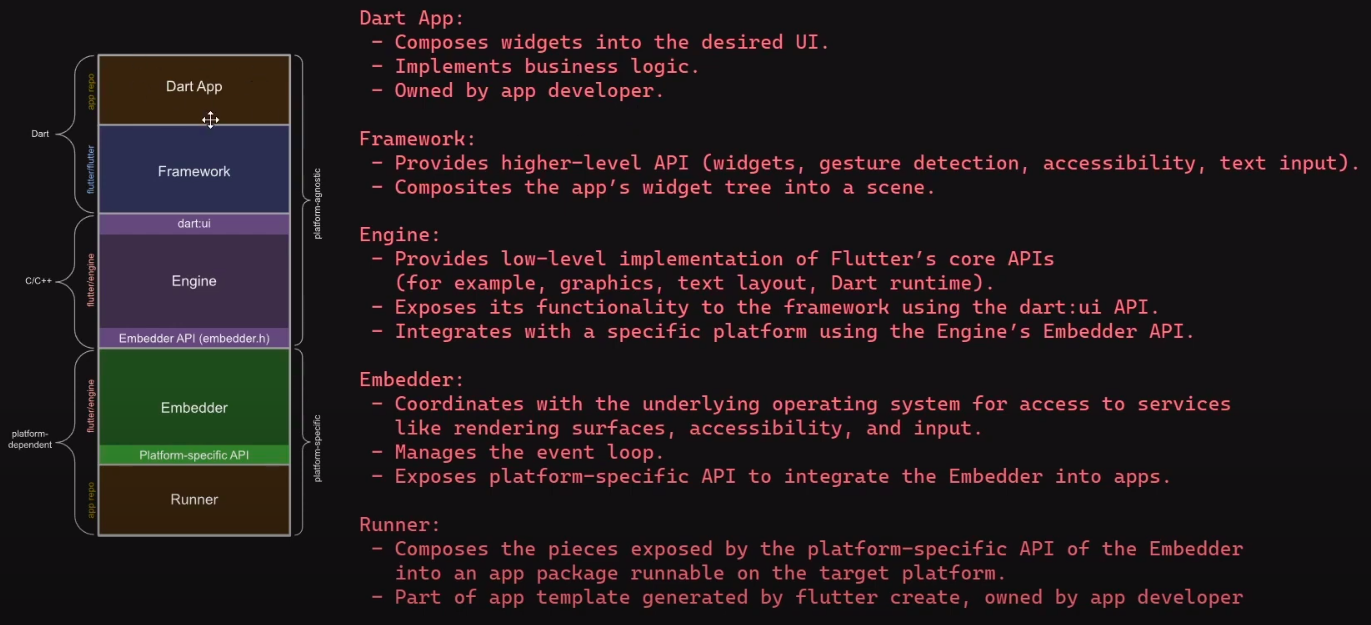 app repo
Dart App
Dart
flutter/flutter
Framework
platform-agnostic
dart:ui
C/C++
flutter/engine
Engine
Embedder API (embedder.h)
flutter/engine
Embedder
platform-
dependent
Platform-specific API
platform-specific
app repo
Runner
Dart App:
- Composes widgets into the desired UI.
- Implements business logic.
- Owned by app developer.
Framework:
- Provides higher-level API (widgets, gesture detection, accessibility, text input).
- Composites the app's widget tree into a scene.
Engine:
- Provides low-level implementation of Flutter's core APIs
(for example, graphics, text layout, Dart runtime).
- Exposes its functionality to the framework using the dart:ui API.
- Integrates with a specific platform using the Engine's Embedder API.
Embedder:
- Coordinates with the underlying operating system for access to services
like rendering surfaces, accessibility, and input.
- Manages the event loop.
- Exposes platform-specific API to integrate the Embedder into apps.
Runner:
- Composes the pieces exposed by the platform-specific API of the Embedder
into an app package runnable on the target platform.
- Part of app template generated by flutter create, owned by app developer